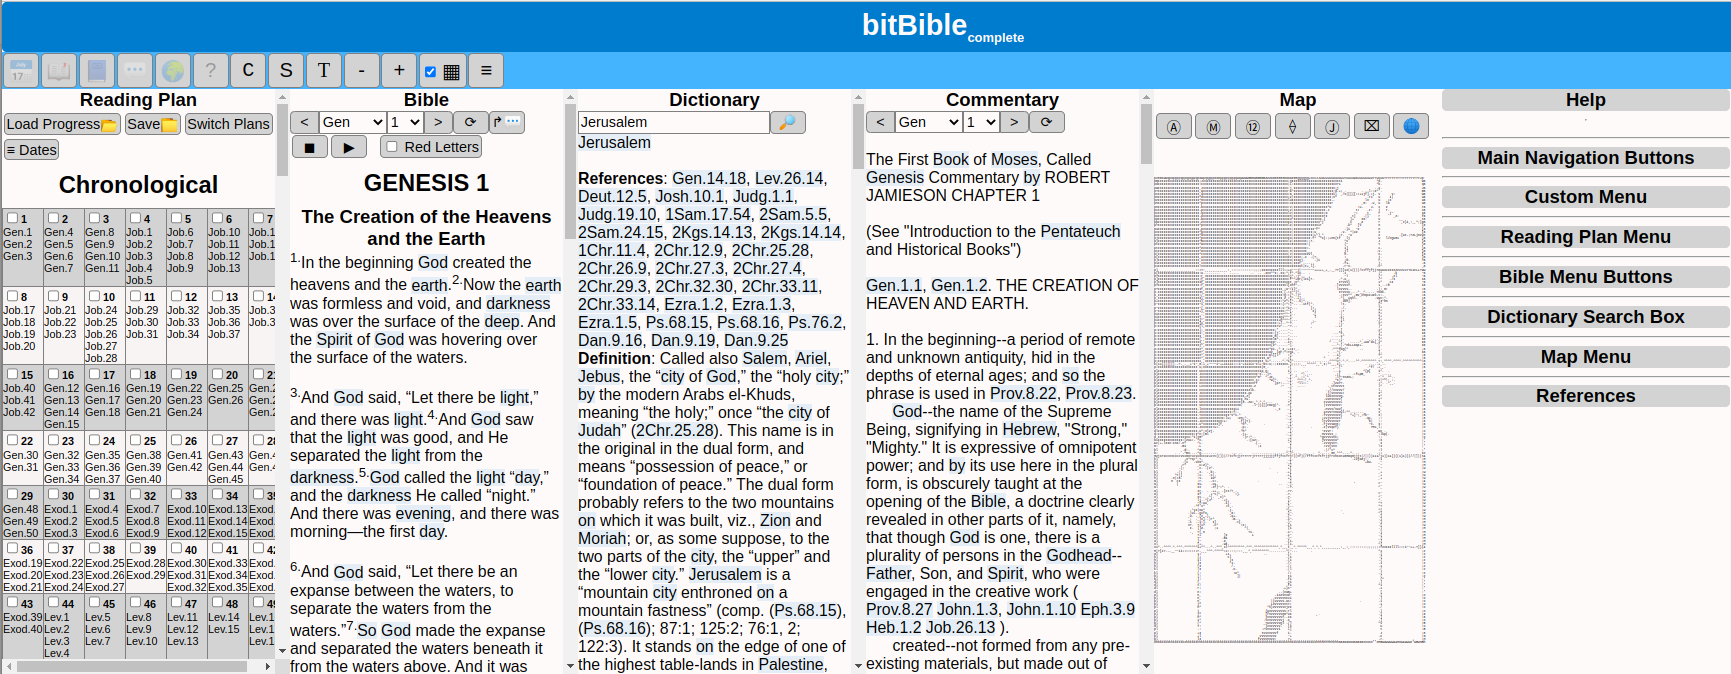 bitBible complete
? C S T - + ≡
Reading Plan
Load Progress Save Switch Plans
≡ Dates
Chronological
1 2 3 4 5 6 7
Gen.1 Gen.4 Gen.8 Job.1 Job.6 Job.10 Job.1
Gen.2 Gen.5 Gen.9 Job.2 Job.7 Job.11 Job.1
Gen.3 Gen.6 Gen.10 Job.3 Job.8 Job.12 Job.1
Gen.7 Gen.11 Job.4 Job.9 Job.13
Job.5
8 9 10 11 12 13 14
Job.17 Job.21 Job.24 Job.29 Job.32 Job.35 Job.3
Job.18 Job.22 Job.25 Job.30 Job.33 Job.36 Job.3
Job.19 Job.23 Job.26 Job.31 Job.34 Job.37
Job.20 Job.27
Job.28
15 16 17 18 19 20 21
Job.40 Gen.12 Gen.16 Gen.19 Gen.22 Gen.25 Gen.2
Job.41 Gen.13 Gen.17 Gen.20 Gen.23 Gen.26 Gen.2
Job.42 Gen.14 Gen.18 Gen.21 Gen.24 Gen.2
Gen.15
22 23 24 25 26 27 28
Gen.30 Gen.32 Gen.35 Gen.38 Gen.41 Gen.43 Gen.4
Gen.31 Gen.33 Gen.36 Gen.39 Gen.42 Gen.44 Gen.4
Gen.34 Gen.37 Gen.40 Gen.45
29 30 31 32 33 34 35
Gen.48 Exod.1 Exod.4 Exod.7 Exod.10 Exod.13 Exod.
Gen.49 Exod.2 Exod.5 Exod.8 Exod.11 Exod.14 Exod.
Gen.50 Exod.3 Exod.6 Exod.9 Exod.12 Exod.15 Exod.
36 37 38 39 40 41 42
Exod.19 Exod.22 Exod.25 Exod.28 Exod.30 Exod.33 Exod.
Exod.20 Exod.23 Exod.26 Exod.29 Exod.31 Exod.34 Exod.
Exod.21 Exod.24 Exod.27 Exod.32 Exod.35 Exod.
43 44 45 46 47 48 49
Exod.39 Lev.1 Lev.5 Lev.8 Lev.11 Lev.14 Lev.1
Exod.40 Lev.2 Lev.6 Lev.9 Lev.12 Lev.15 Lev.1
Lev.3 Lev.7 Lev.10 Lev.13 Lev.1
Lev.4
Bible
< Gen 1 > ⟳
Red Letters
GENESIS 1
The Creation of the Heavens
and the Earth
1.In the beginning God created the
heavens and the earth.2.Now the earth
was formless and void, and darkness
was over the surface of the deep. And
the Spirit of God was hovering over
the surface of the waters.
3.And God said, “Let there be light,”
and there was light.4.And God saw
that the light was good, and He
separated the light from the
darkness.5.God called the light “day,”
and the darkness He called “night.”
And there was evening, and there was
morning—the first day.
6.And God said, “Let there be an
expanse between the waters, to
separate the waters from the
waters.”7.So God made the expanse
and separated the waters beneath it
from the waters above. And it was
Dictionary
Jerusalem
Jerusalem
References: Gen.14.18, Lev.26.14,
Deut.12.5, Josh.10.1, Judg.1.1,
Judg.19.10, 1Sam.17.54, 2Sam.5.5,
2Sam.24.15, 2Kgs.14.13, 2Kgs.14.14,
1Chr.11.4, 2Chr.12.9, 2Chr.25.28,
2Chr.26.9, 2Chr.27.3, 2Chr.27.4,
2Chr.29.3, 2Chr.32.30, 2Chr.33.11,
2Chr.33.14, Ezra.1.2, Ezra.1.3,
Ezra.1.5, Ps.68.15, Ps.68.16, Ps.76.2,
Dan.9.16, Dan.9.19, Dan.9.25
Definition: Called also Salem, Ariel,
Jebus, the “city of God,” the “holy city;”
by the modern Arabs el-Khuds,
meaning “the holy;” once “the city of
Judah” (2Chr.25.28). This name is in
the original in the dual form, and
means “possession of peace,” or
“foundation of peace.” The dual form
probably refers to the two mountains
on which it was built, viz., Zion and
Moriah; or, as some suppose, to the
two parts of the city, the “upper” and
the “lower city.” Jerusalem is a
“mountain city enthroned on a
mountain fastness” (comp. (Ps.68.15),
(Ps.68.16); 87:1; 125:2; 76:1, 2;
122:3). It stands on the edge of one of
the highest table-lands in Palestine,
Commentary
< Gen 1 > ⟳
The First Book of Moses, Called
Genesis Commentary by ROBERT
JAMIESON CHAPTER 1
(See "Introduction to the Pentateuch
and Historical Books")
Gen.1.1, Gen.1.2. THE CREATION OF
HEAVEN AND EARTH.
1. In the beginning--a period of remote
and unknown antiquity, hid in the
depths of eternal ages; and so the
phrase is used in Prov.8.22, Prov.8.23.
God--the name of the Supreme
Being, signifying in Hebrew, "Strong,"
"Mighty." It is expressive of omnipotent
power; and by its use here in the plural
form, is obscurely taught at the
opening of the Bible, a doctrine clearly
revealed in other parts of it, namely,
that though God is one, there is a
plurality of persons in the Godhead--
Father, Son, and Spirit, who were
engaged in the creative work (
Prov.8.27 John.1.3, John.1.10 Eph.3.9
Heb.1.2 Job.26.13 ).
created--not formed from any pre-
existing materials, but made out of
Map
Ⓐ Ⓜ ⑫ Ⓙ
Help
Main Navigation Buttons
Custom Menu
Reading Plan Menu
Bible Menu Buttons
Dictionary Search Box
Map Menu
References